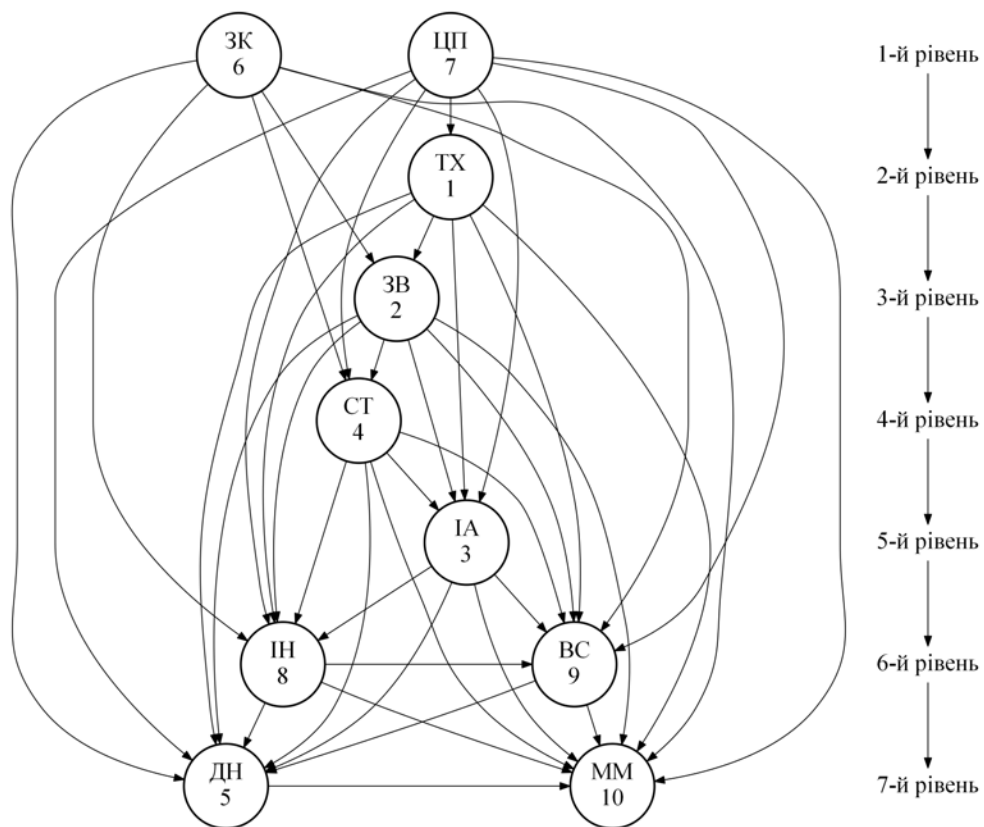 ЗК
6
ЦП
7
1-й рівень
ТХ
1
2-й рівень
ЗВ
2
3-й рівень
СТ
4
4-й рівень
ІА
3
5-й рівень
ІН
8
ВС
9
6-й рівень
ДН
5
ММ
10
7-й рівень